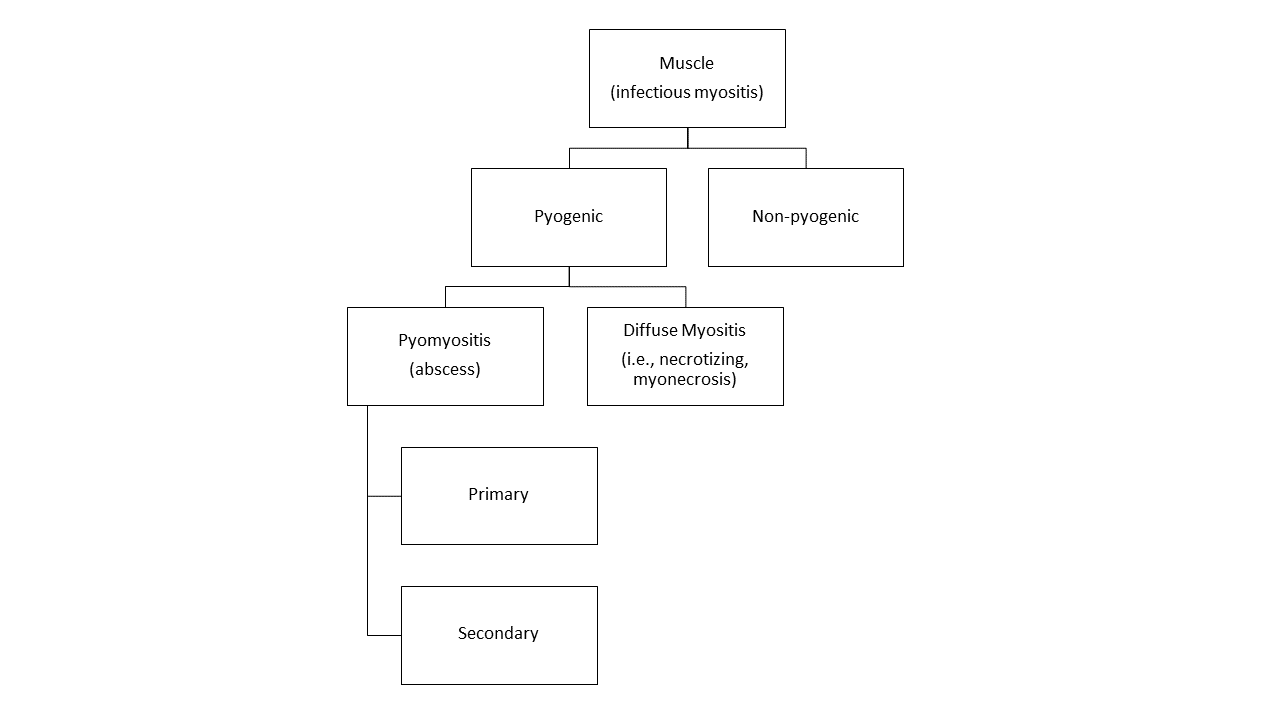 Muscle
(infectious myositis)
Pyogenic
Non-pyogenic
Pyomyositis
(abscess)
Diffuse Myositis
(i.e., necrotizing,
myonecrosis)
Primary
Secondary